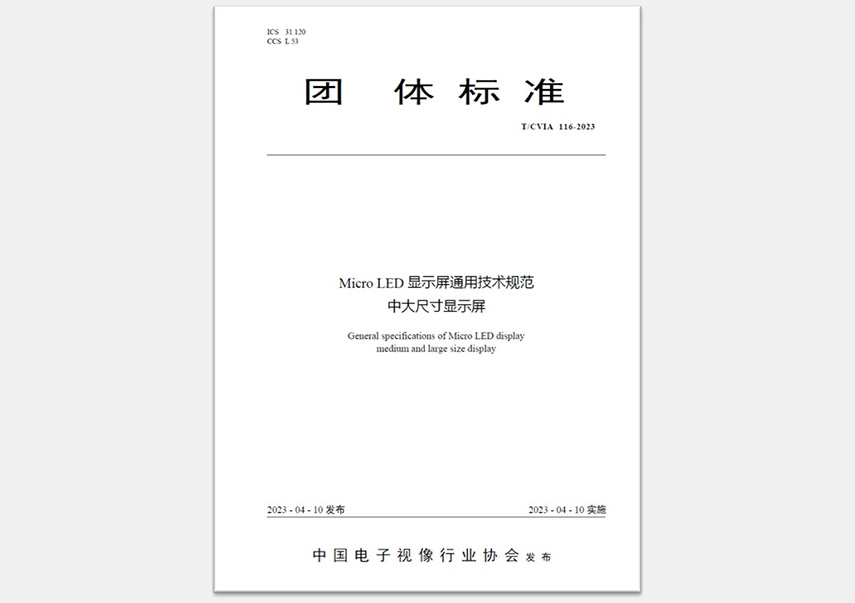 ICS 31.120
CCS L 53
团 体 标 准
T/CVIA 116-2023
Micro LED 显示屏通用技术规范
中大尺寸显示屏
General specifications of Micro LED display
medium and large size display
2023 - 04 - 10 发布 2023 - 04 - 10 实施
中 国 电 子 视 像 行 业 协 会 发 布